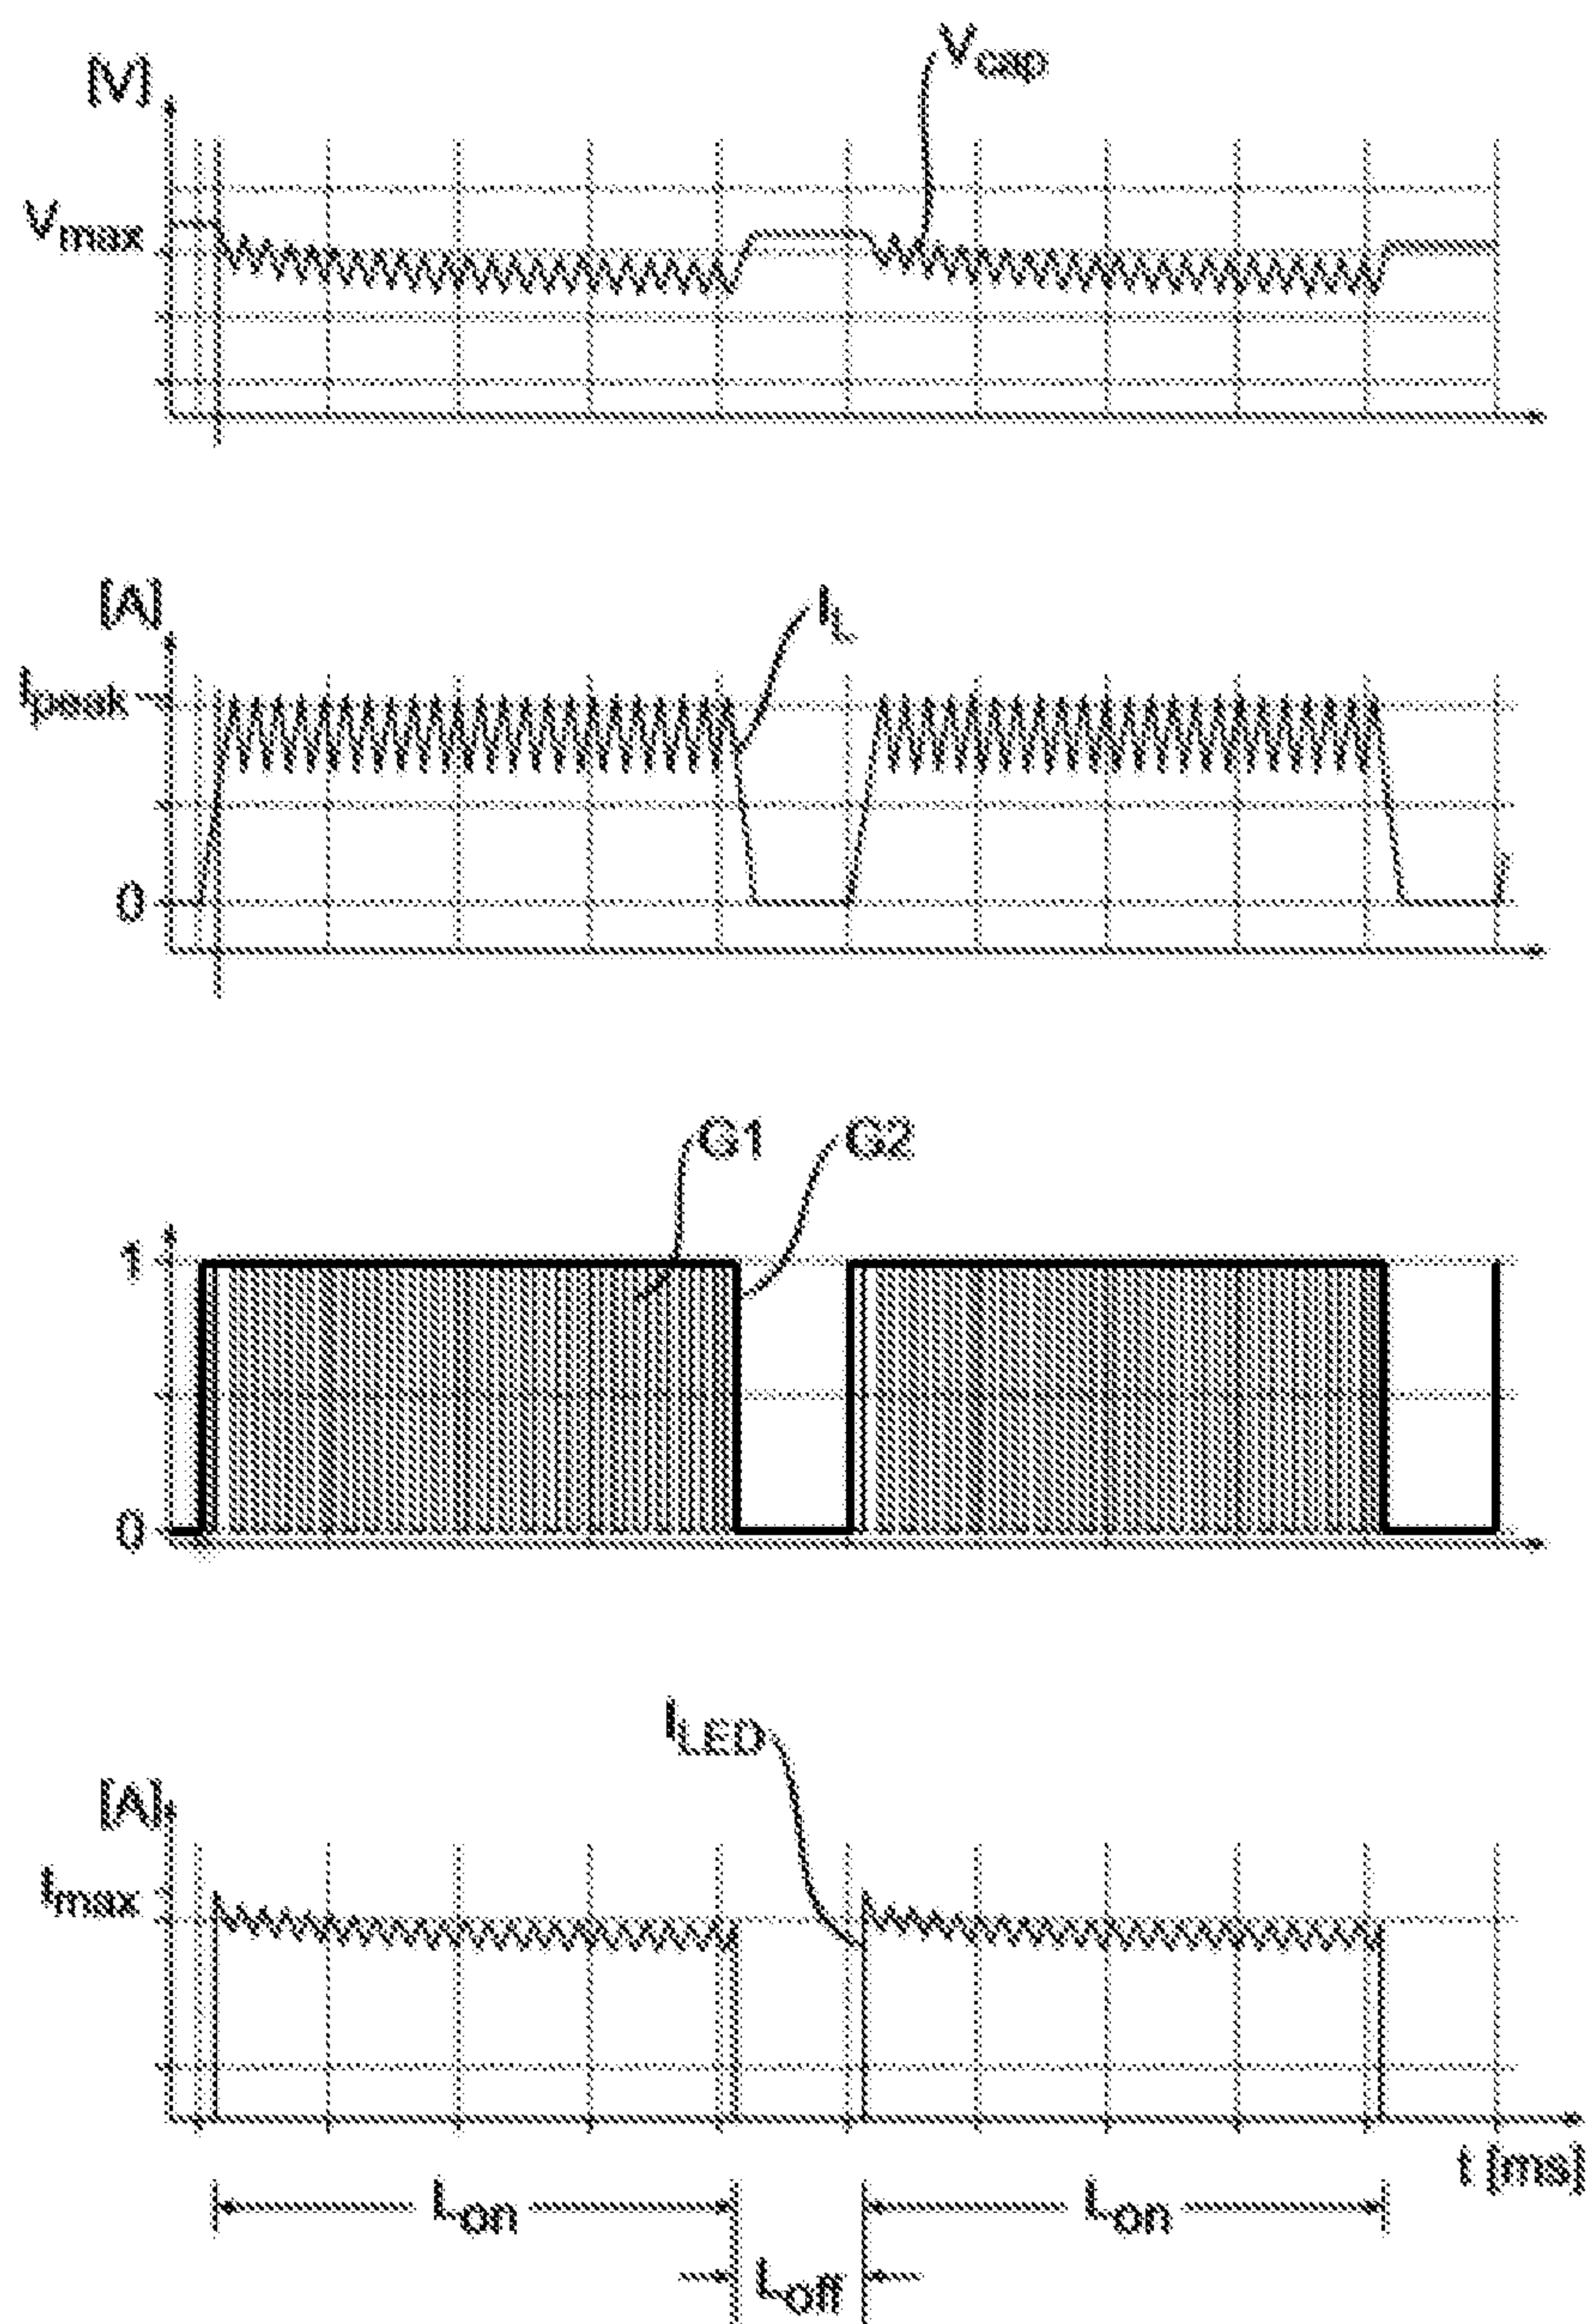 [V]
Vcap
Vmax
[A]
IL
Ipeak
0
G1
G2
1
0
ILED
[A]
Imax
t [ms]
Lon
Lon
Loff